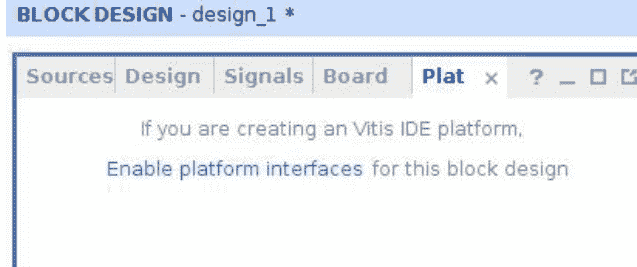 BLOCK DESIGN - design_1 *
Sources Design Signals Board Plat × ?
If you are creating an Vitis IDE platform,
Enable platform interfaces for this block design